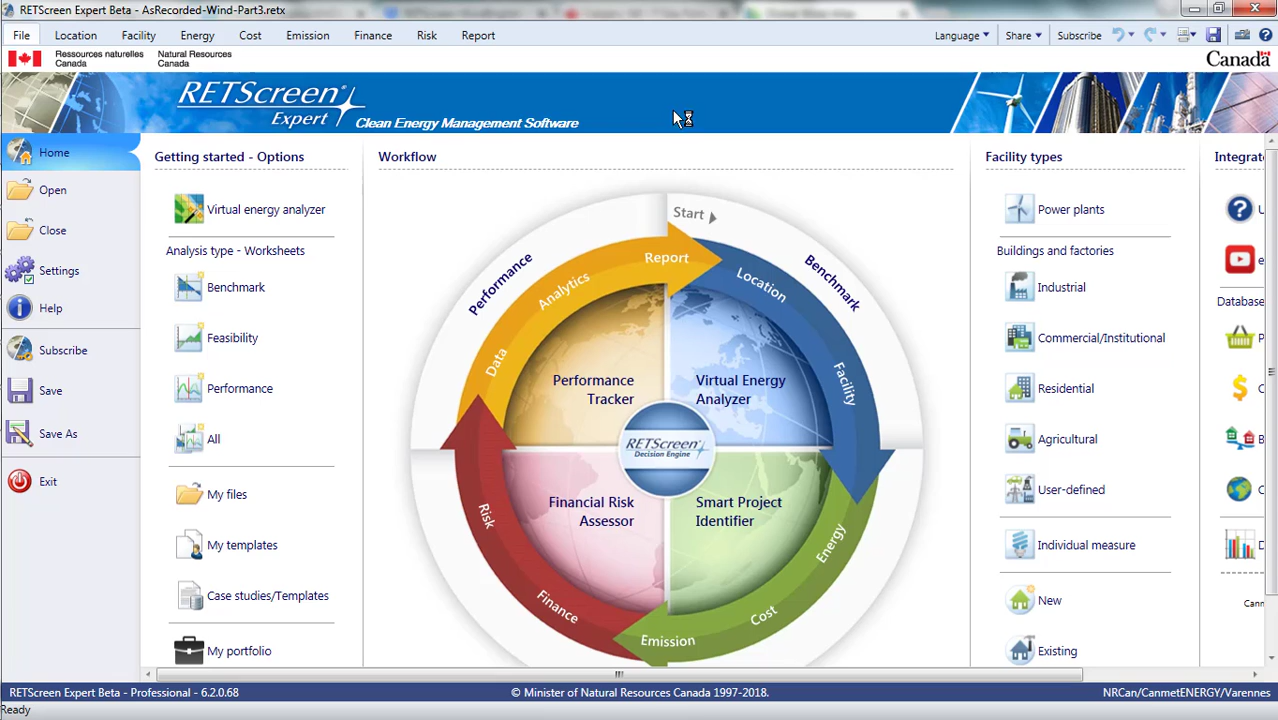 RETScreen Expert Beta - AsRecorded-Wind-Part3.retx
File Location Facility Energy Cost Emission Finance Risk Report Language Share Subscribe
Ressources naturelles Canada
Natural Resources Canada
Canada
RETScreen
Expert
Clean Energy Management Software
Home
Open
Close
Settings
Help
Subscribe
Save
Save As
Exit
Getting started - Options
Virtual energy analyzer
Analysis type - Worksheets
Benchmark
Feasibility
Performance
All
My files
My templates
Case studies/Templates
My portfolio
Workflow
Start
Performance
Benchmark
Report
Analytics
Data
Location
Facility
Performance
Tracker
Virtual Energy
Analyzer
RETScreen
Decision Engine
Financial Risk
Assessor
Smart Project
Identifier
Risk
Finance
Energy
Cost
Emission
Facility types
Power plants
Buildings and factories
Industrial
Commercial/Institutional
Residential
Agricultural
User-defined
Individual measure
New
Existing
Integrat
U
e
Database
P
$
B
C
D
Cann
RETScreen Expert Beta - Professional - 6.2.0.68
© Minister of Natural Resources Canada 1997-2018.
NRCan/CanmetENERGY/Varennes
Ready